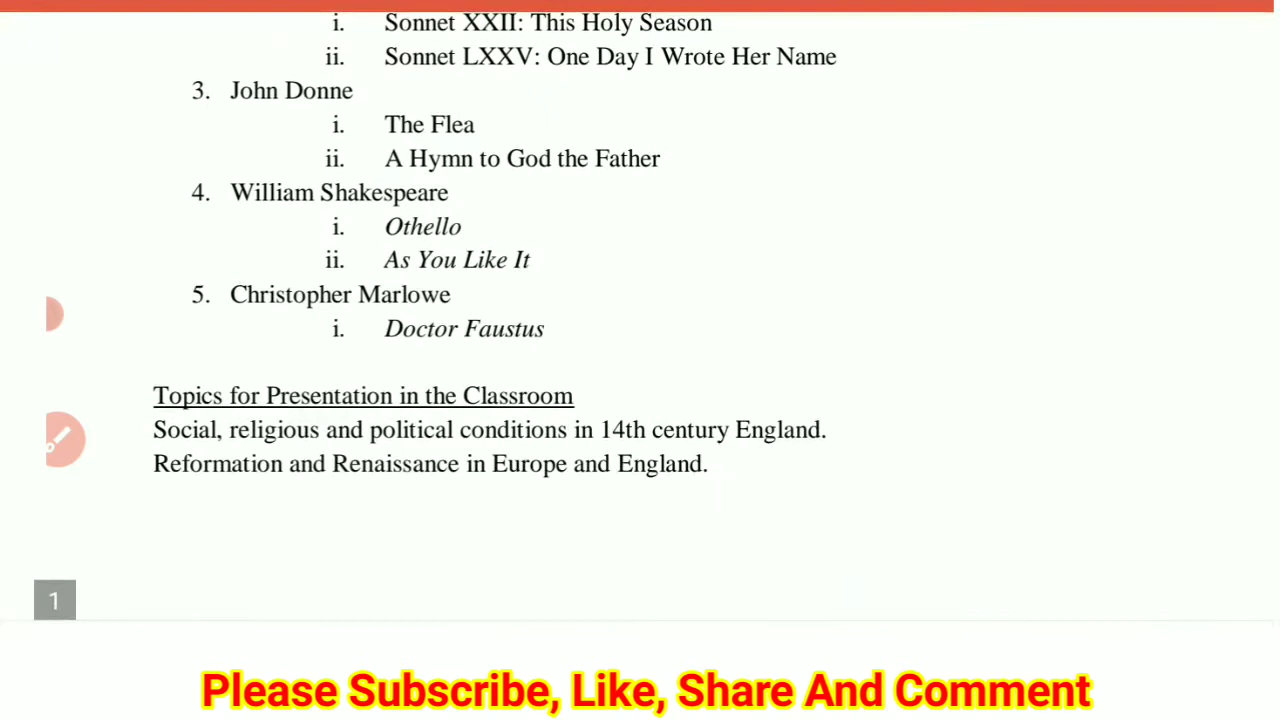 i. Sonnet XXII: This Holy Season
ii. Sonnet LXXV: One Day I Wrote Her Name
3. John Donne
i. The Flea
ii. A Hymn to God the Father
4. William Shakespeare
i. Othello
ii. As You Like It
5. Christopher Marlowe
i. Doctor Faustus
Topics for Presentation in the Classroom
Social, religious and political conditions in 14th century England.
Reformation and Renaissance in Europe and England.
1
Please Subscribe, Like, Share And Comment